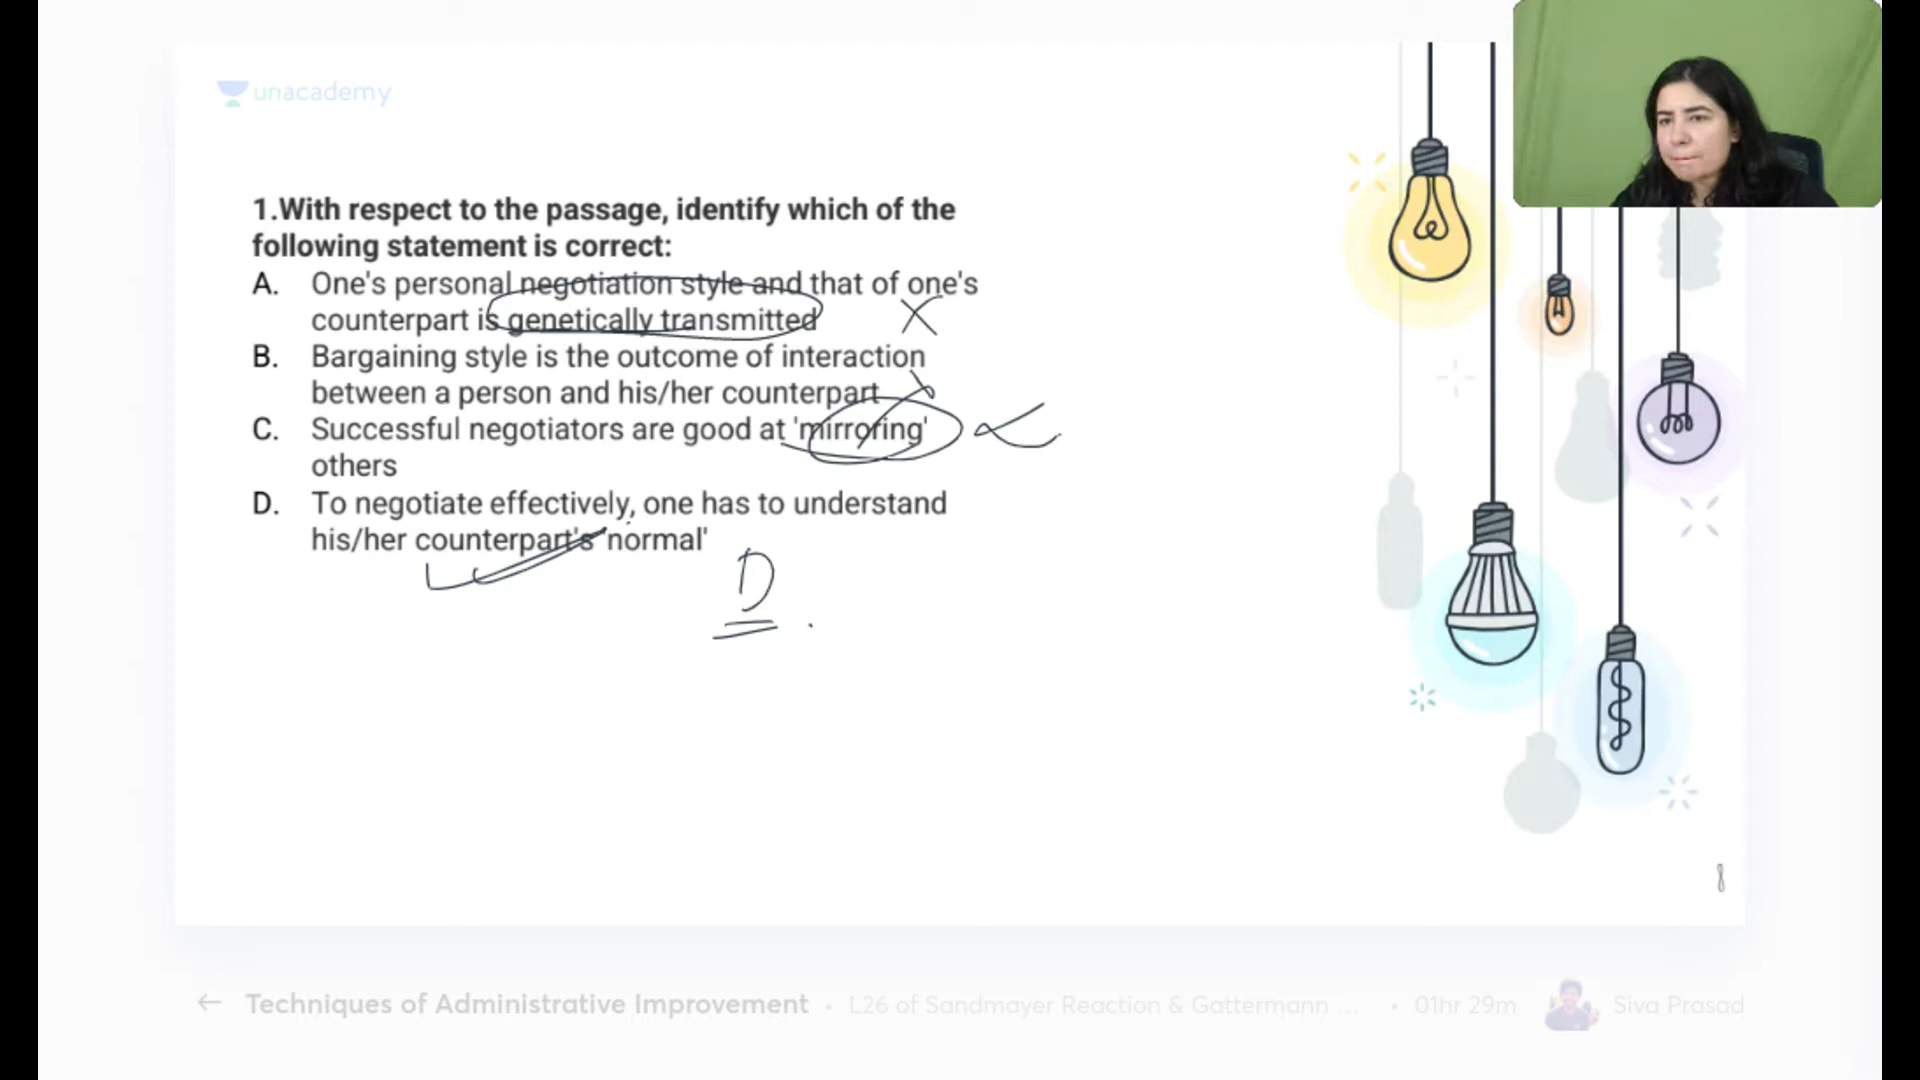 unacademy
1.With respect to the passage, identify which of the
following statement is correct:
A. One's personal negotiation style and that of one's
counterpart is genetically transmitted
B. Bargaining style is the outcome of interaction
between a person and his/her counterpart
C. Successful negotiators are good at 'mirroring'
others
D. To negotiate effectively, one has to understand
his/her counterpart's 'normal'
D
8
← Techniques of Administrative Improvement • L26 of Sandmayer Reaction & Gattermann ... • 01hr 29m Siva Prasad